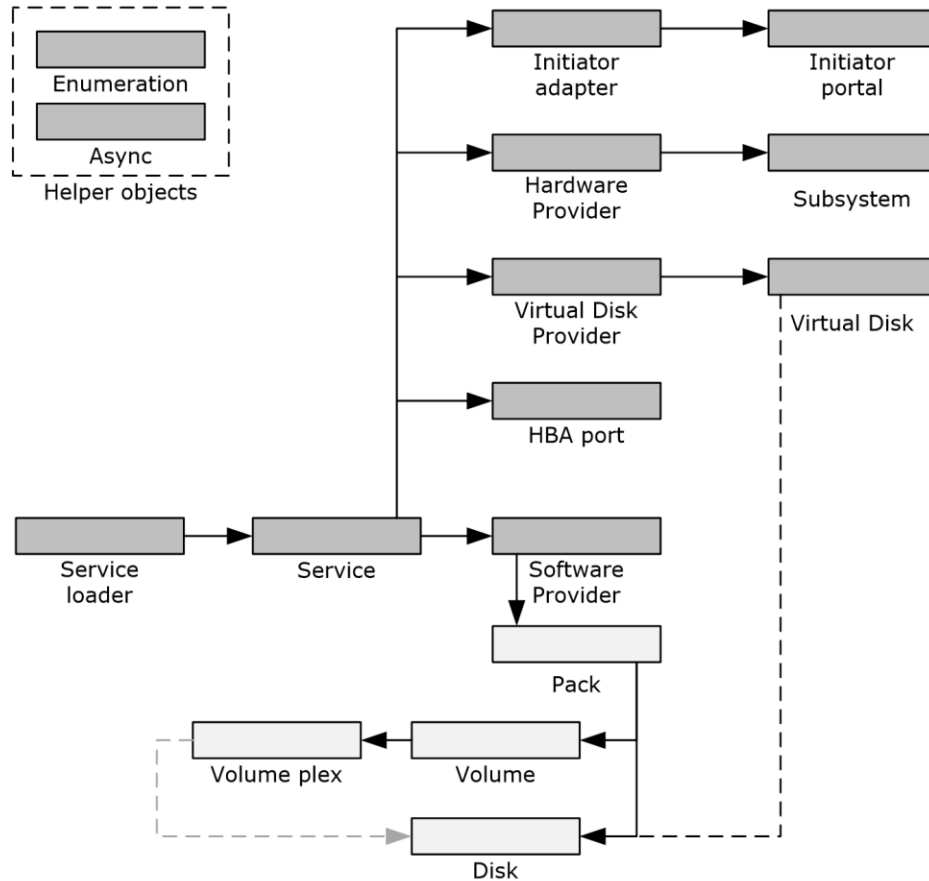 Enumeration
Async
Helper objects
Initiator
adapter
Initiator
portal
Hardware
Provider
Subsystem
Virtual Disk
Provider
Virtual Disk
HBA port
Service
loader
Service
Software
Provider
Pack
Volume plex
Volume
Disk